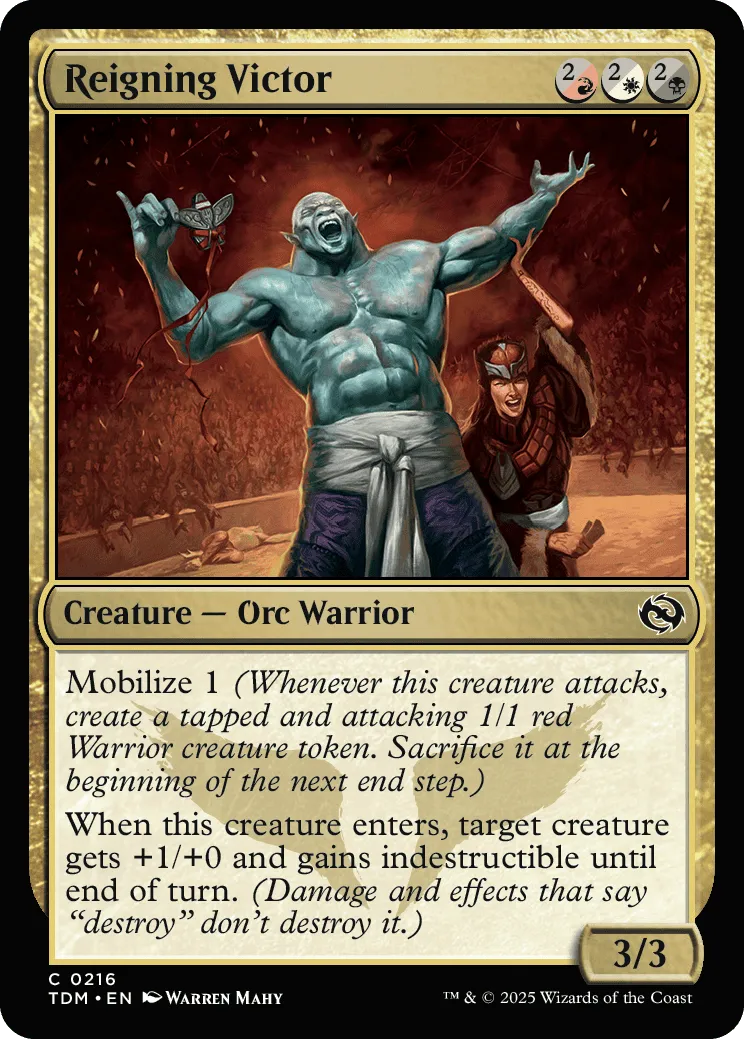 Reigning Victor 2 2 2
Creature — Orc Warrior
Mobilize 1 (Whenever this creature attacks,
create a tapped and attacking 1/1 red
Warrior creature token. Sacrifice it at the
beginning of the next end step.)
When this creature enters, target creature
gets +1/+0 and gains indestructible until
end of turn. (Damage and effects that say
“destroy” don’t destroy it.)
3/3
C 0216
TDM • EN Warren Mahy
™ & © 2025 Wizards of the Coast